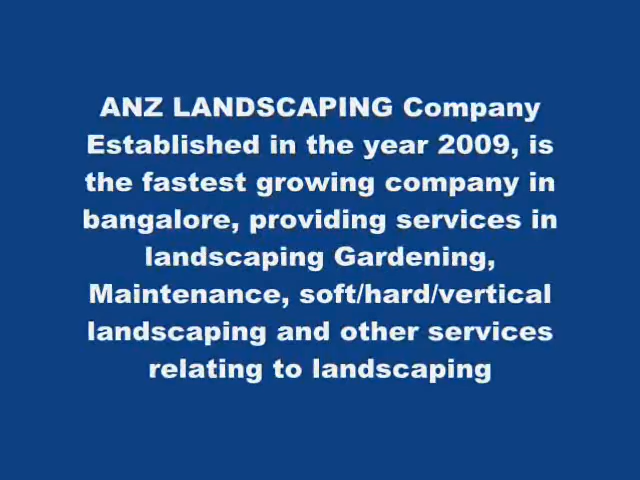 ANZ LANDSCAPING Company
Established in the year 2009, is
the fastest growing company in
bangalore, providing services in
landscaping Gardening,
Maintenance, soft/hard/vertical
landscaping and other services
relating to landscaping